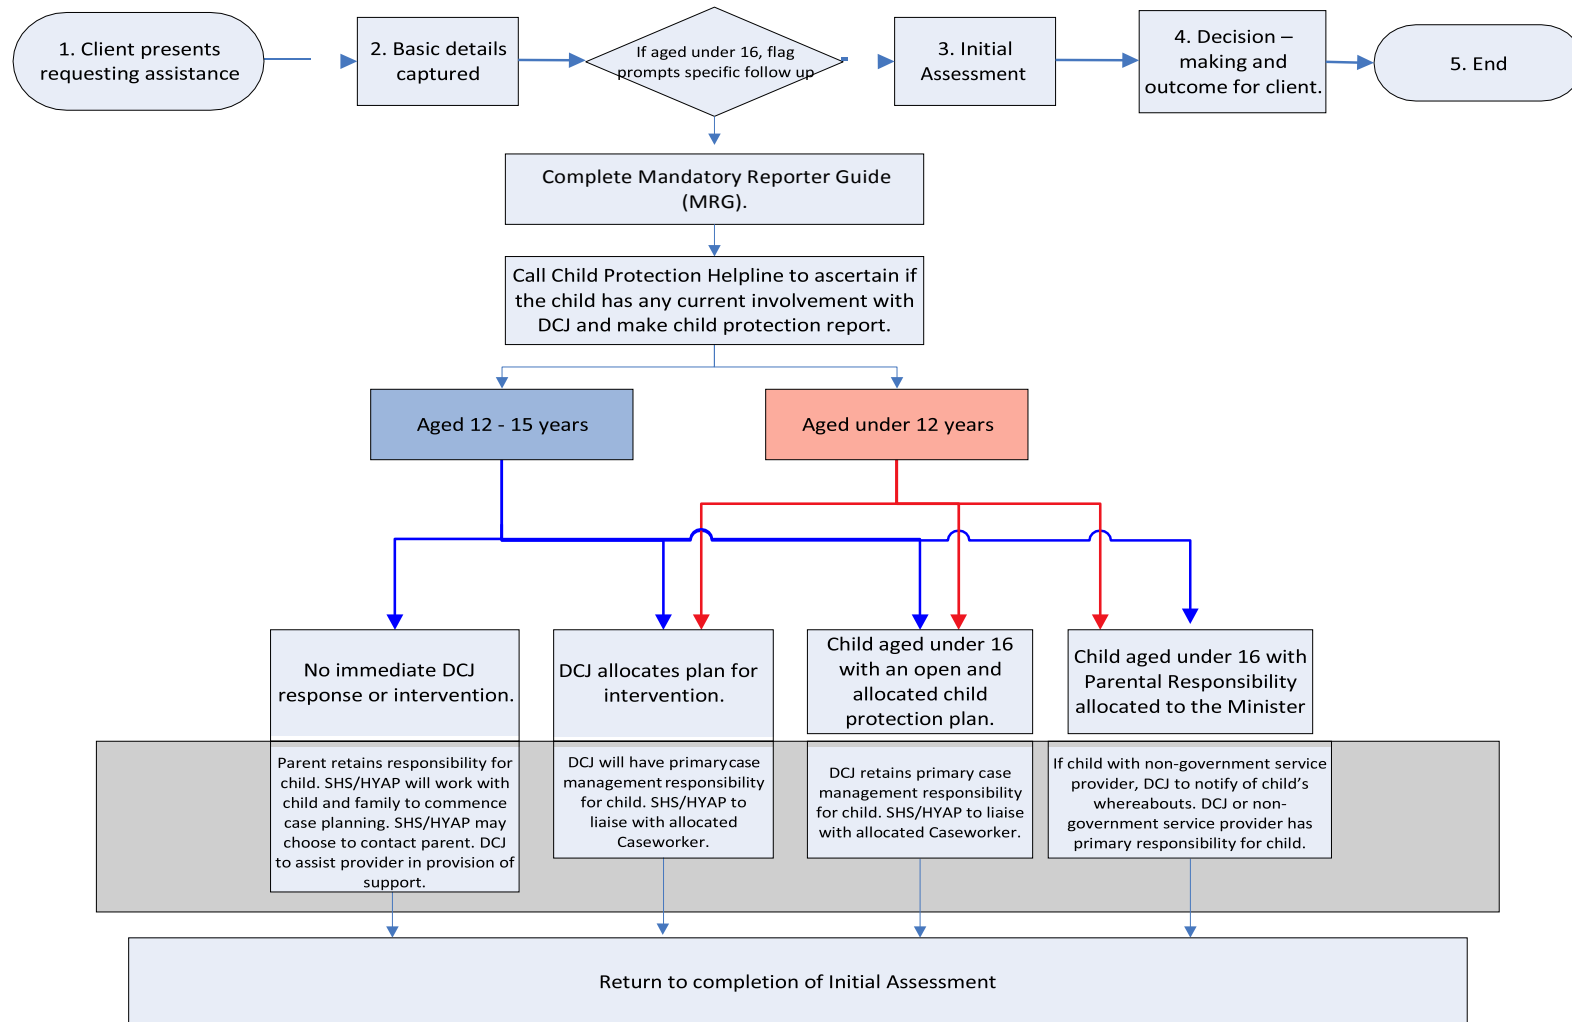 1. Client presents
requesting assistance
2. Basic details
captured
If aged under 16, flag
prompts specific follow up
3. Initial
Assessment
4. Decision –
making and
outcome for client.
5. End
Complete Mandatory Reporter Guide
(MRG).
Call Child Protection Helpline to ascertain if
the child has any current involvement with
DCJ and make child protection report.
Aged 12 - 15 years
Aged under 12 years
No immediate DCJ
response or intervention.
DCJ allocates plan for
intervention.
Child aged under 16
with an open and
allocated child
protection plan.
Child aged under 16 with
Parental Responsibility
allocated to the Minister
Parent retains responsibility for
child. SHS/HYAP will work with
child and family to commence
case planning. SHS/HYAP may
choose to contact parent. DCJ
to assist provider in provision of
support.
DCJ will have primary case
management responsibility
for child. SHS/HYAP to
liaise with allocated
Caseworker.
DCJ retains primary case
management responsibility
for child. SHS/HYAP to liaise
with allocated Caseworker.
If child with non-government service
provider, DCJ to notify of child’s
whereabouts. DCJ or non-
government service provider has
primary responsibility for child.
Return to completion of Initial Assessment